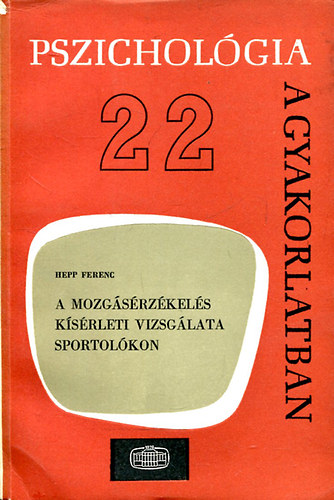 PSZICHOLÓGIA
A GYAKORLATBAN
22
HEPP FERENC
A MOZGÁSÉRZÉKELÉS
KÍSÉRLETI VIZSGÁLATA
SPORTOLÓKON